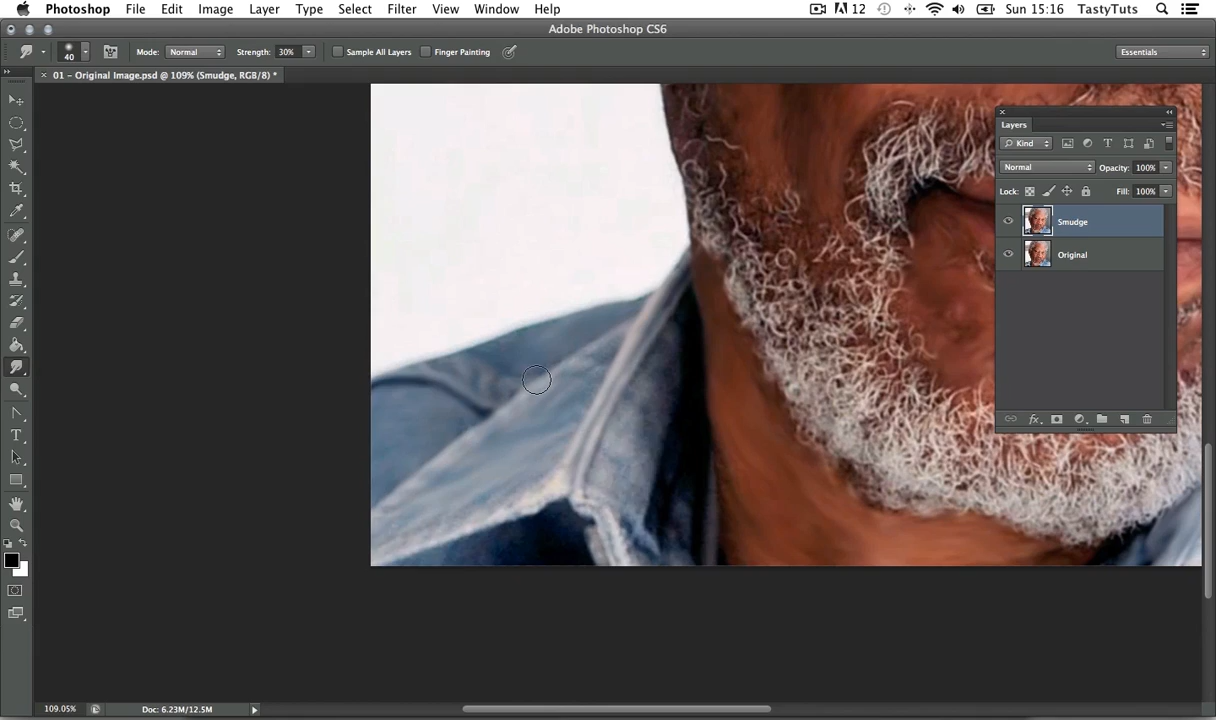 Photoshop File Edit Image Layer Type Select Filter View Window Help 12 Sun 15:16 TastyTuts
Adobe Photoshop CS6
40 Mode: Normal Strength: 30% Sample All Layers Finger Painting Essentials
01 – Original Image.psd @ 109% (Smudge, RGB/8) *
Layers
Kind
Normal Opacity: 100%
Lock: Fill: 100%
Smudge
Original
fx
109.05% Doc: 6.23M/12.5M